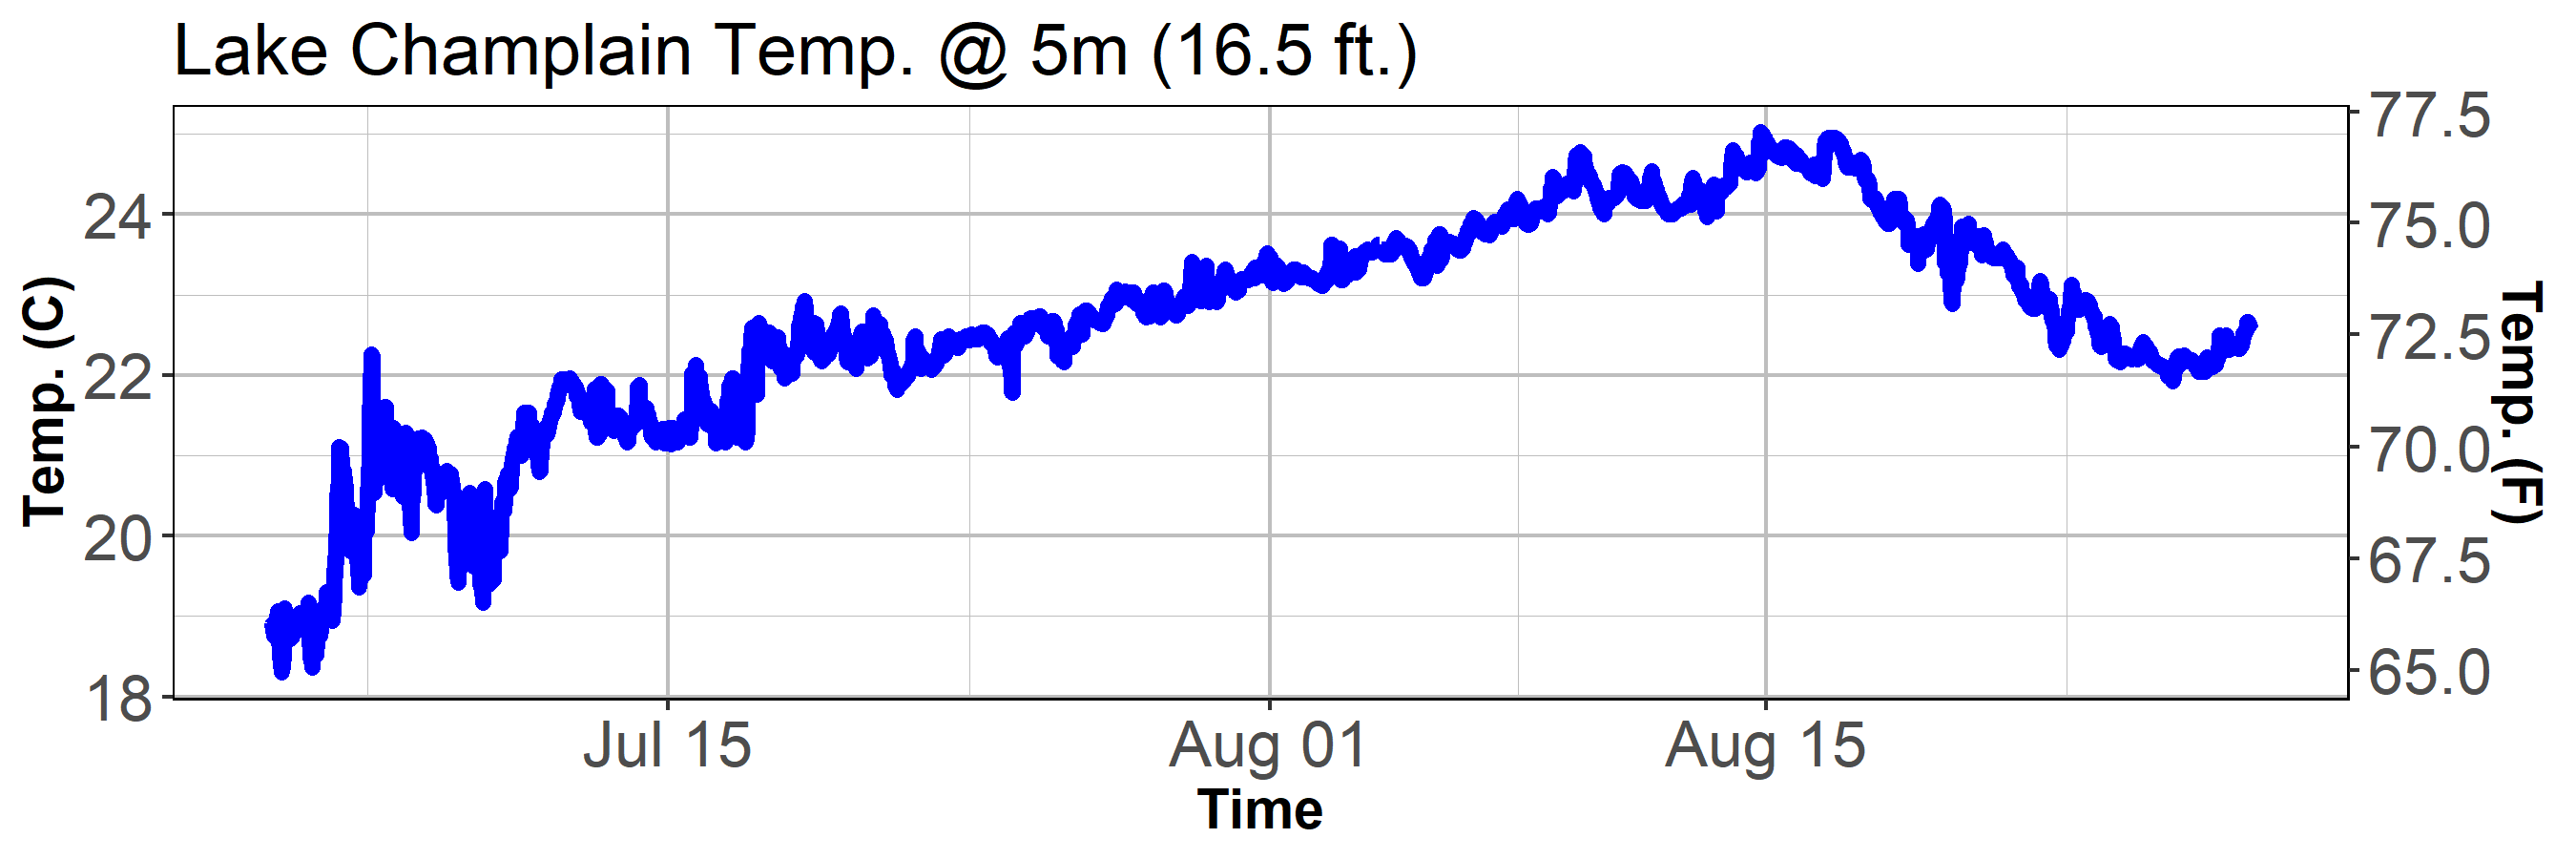 Lake Champlain Temp. @ 5m (16.5 ft.)
Temp. (C)
24
22
20
18
77.5
75.0
72.5
70.0
67.5
65.0
Temp. (F)
Jul 15
Aug 01
Aug 15
Time